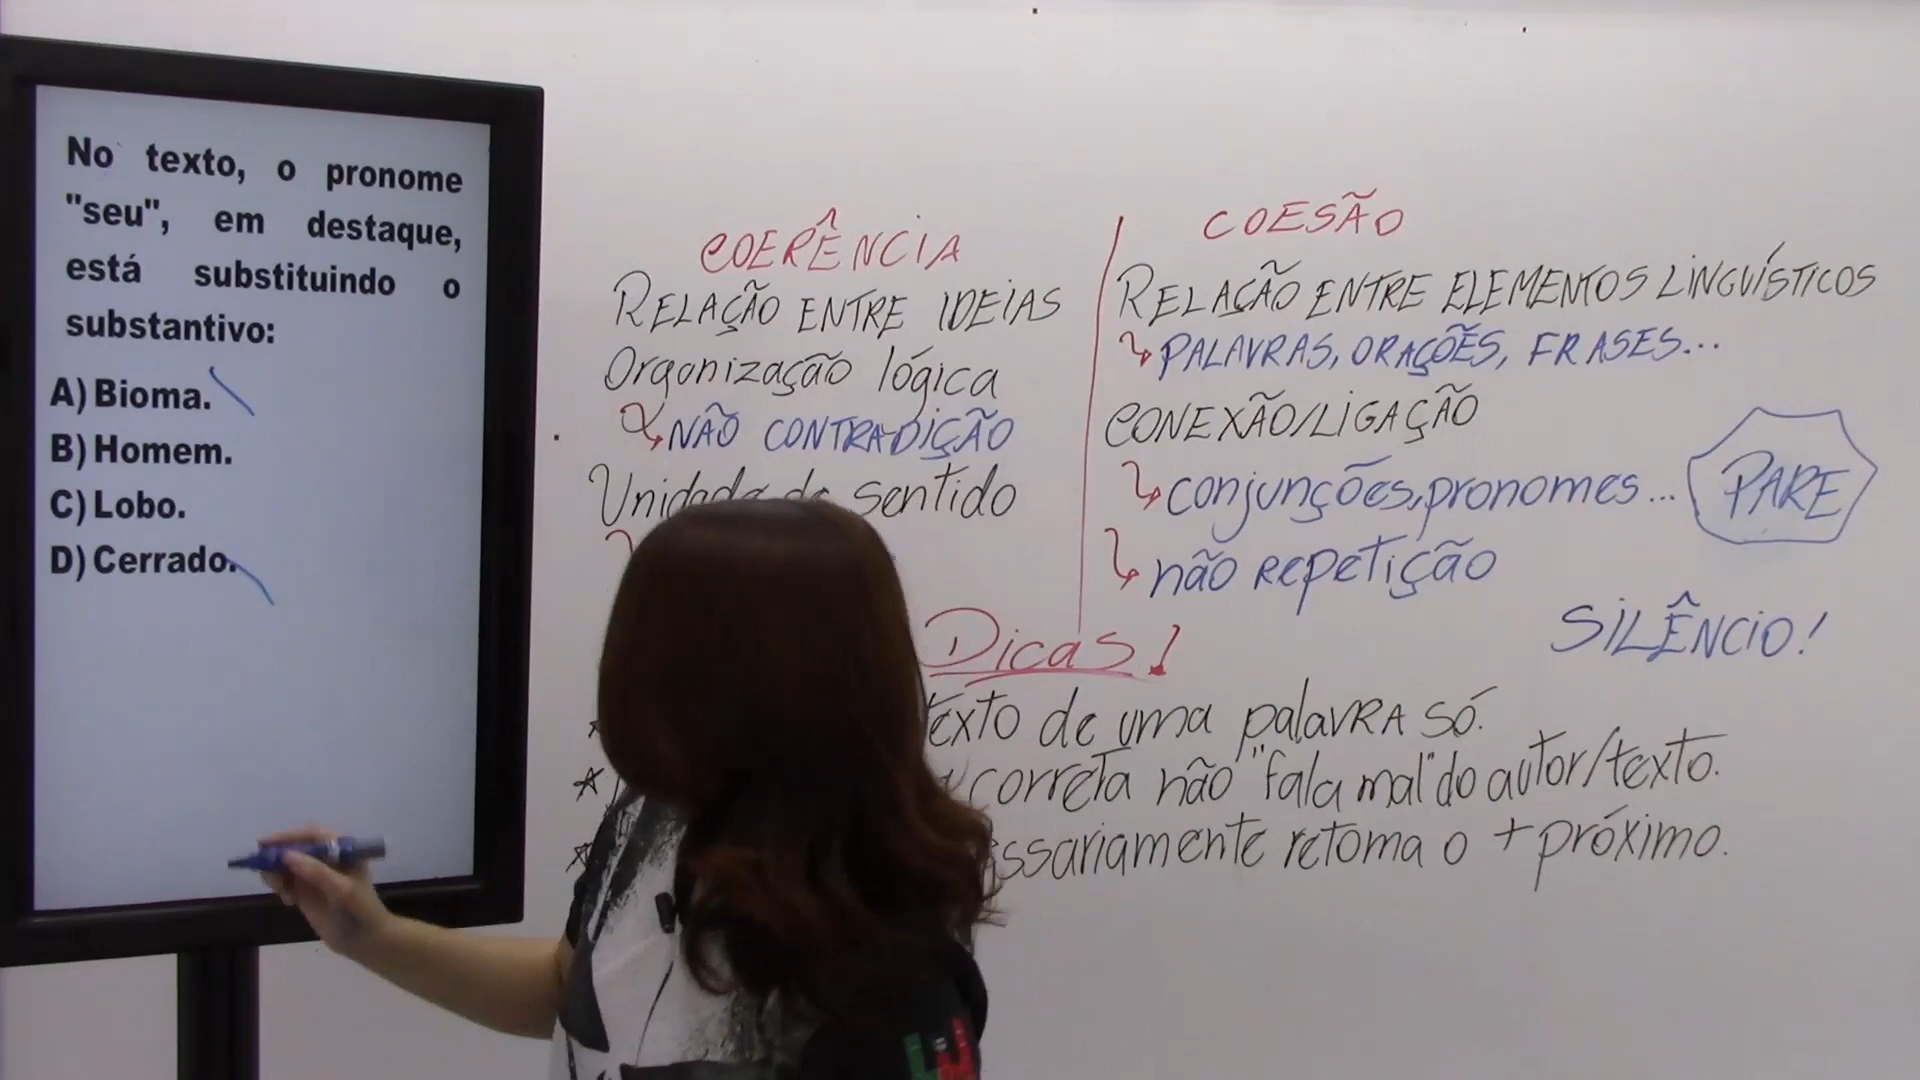 No texto, o pronome
"seu", em destaque,
está substituindo o
substantivo:
A) Bioma.
B) Homem.
C) Lobo.
D) Cerrado.
COERÊNCIA
RELAÇÃO ENTRE IDEIAS
Organização lógica
NÃO CONTRADIÇÃO
Unidade de sentido
COESÃO
RELAÇÃO ENTRE ELEMENTOS LINGUÍSTICOS
PALAVRAS, ORAÇÕES, FRASES...
CONEXÃO/LIGAÇÃO
conjunções, pronomes...
não REPETIÇÃO
PARE
SILÊNCIO!
Dicas!
texto de uma palavra só.
correta não "fala mal" do autor/texto.
ssariamente retoma o + próximo.